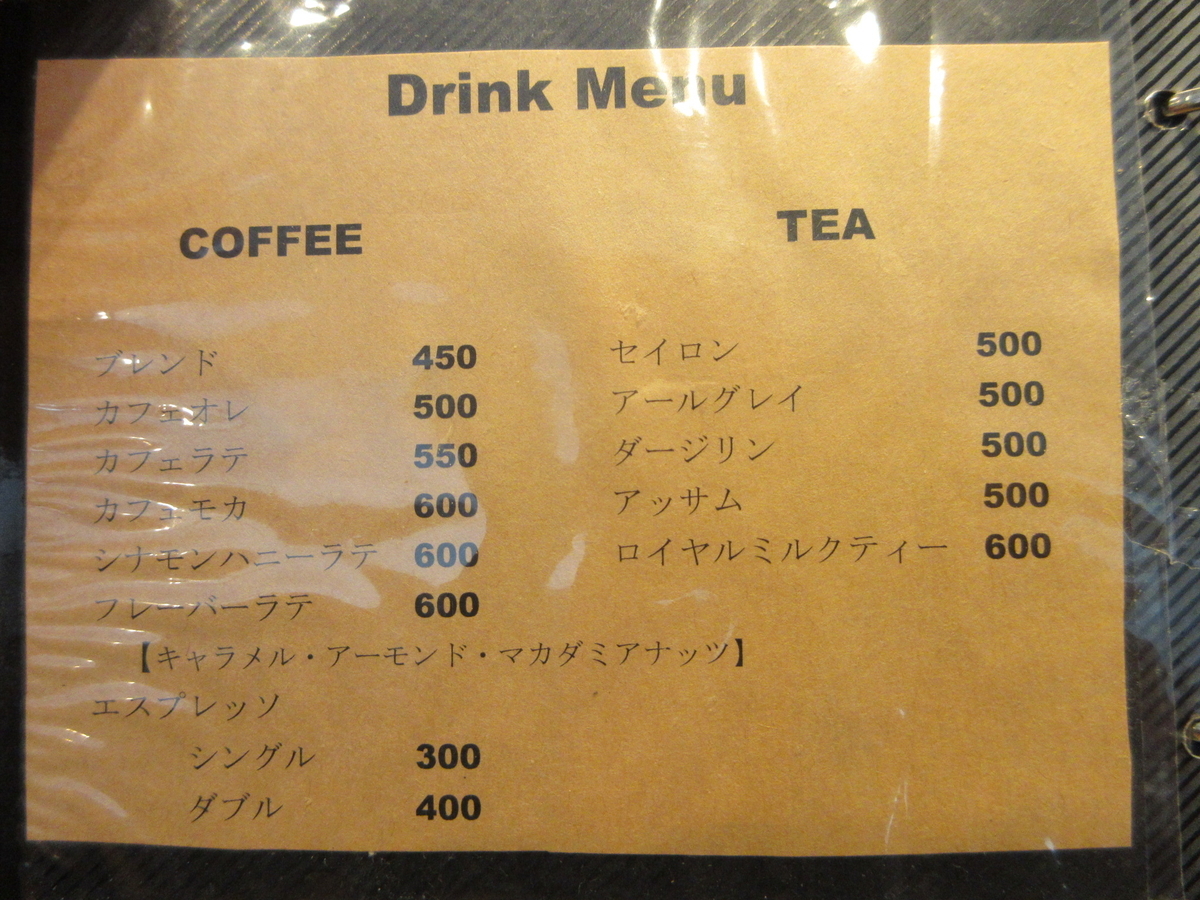 Drink Menu
COFFEE
ブレンド 450
カフェオレ 500
カフェラテ 550
カフェモカ 600
シナモンハニーラテ 600
フレーバーラテ 600
【キャラメル・アーモンド・マカダミアナッツ】
エスプレッソ
シングル 300
ダブル 400
TEA
セイロン 500
アールグレイ 500
ダージリン 500
アッサム 500
ロイヤルミルクティー 600